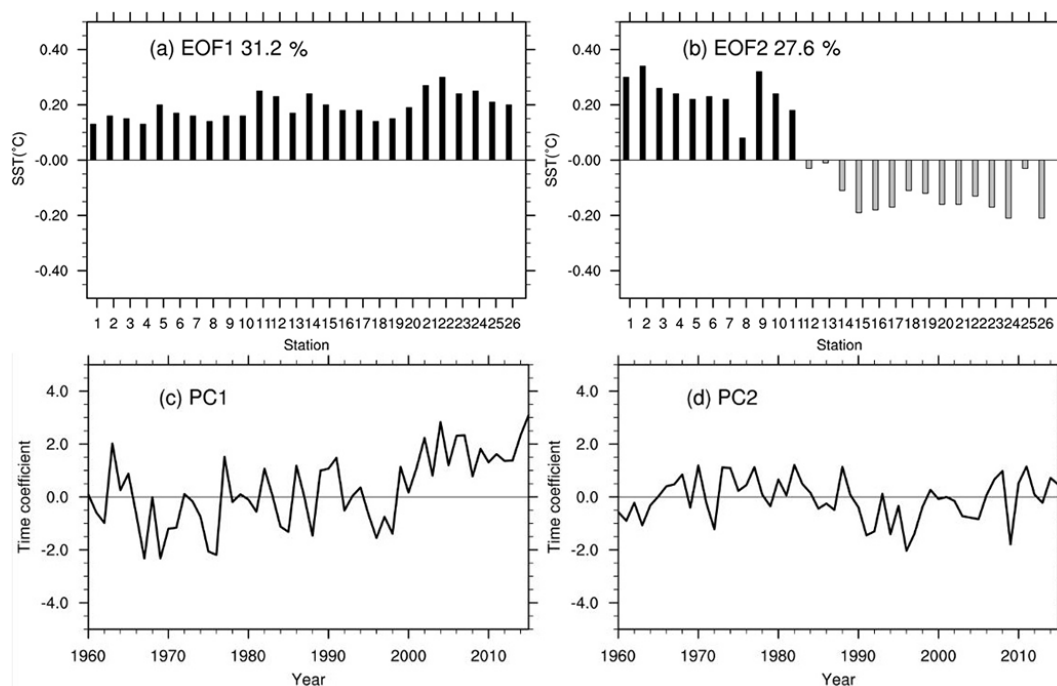 (a) EOF1 31.2 %
0.40
0.20
-0.00
-0.20
-0.40
SST(°C)
1 2 3 4 5 6 7 8 9 10 11 12 13 14 15 16 17 18 19 20 21 22 23 24 25 26
Station
(b) EOF2 27.6 %
0.40
0.20
-0.00
-0.20
-0.40
SST(°C)
1 2 3 4 5 6 7 8 9 10 11 12 13 14 15 16 17 18 19 20 21 22 23 24 25 26
Station
(c) PC1
4.0
2.0
0.0
-2.0
-4.0
Time coefficient
1960 1970 1980 1990 2000 2010
Year
(d) PC2
4.0
2.0
0.0
-2.0
-4.0
Time coefficient
1960 1970 1980 1990 2000 2010
Year